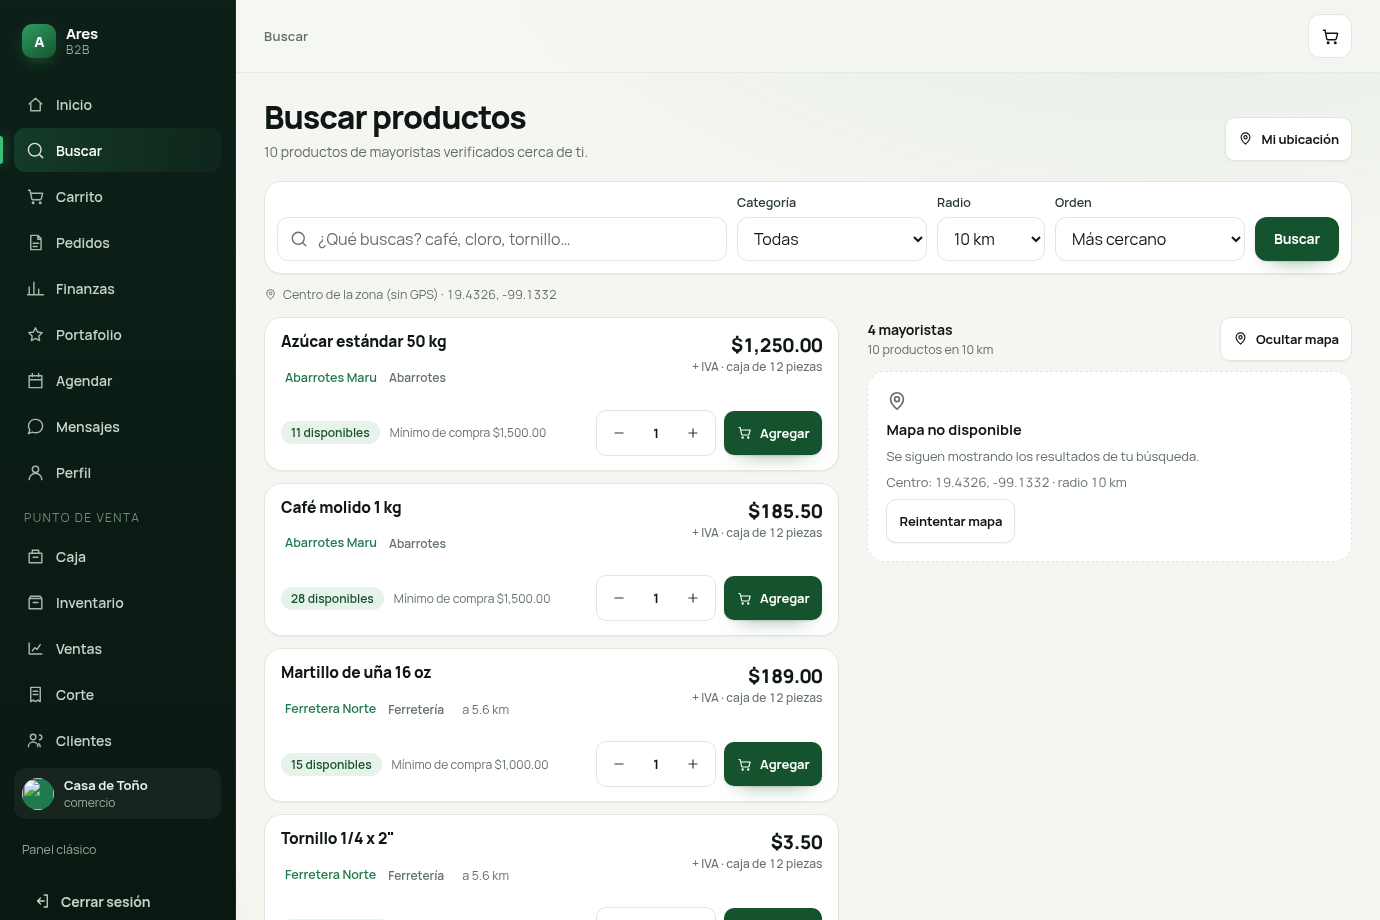 A
Ares
B2B
Inicio
Buscar
Carrito
Pedidos
Finanzas
Portafolio
Agendar
Mensajes
Perfil
PUNTO DE VENTA
Caja
Inventario
Ventas
Corte
Clientes
Casa de Toño
comercio
Panel clásico
Cerrar sesión
Buscar
Buscar productos
10 productos de mayoristas verificados cerca de ti.
Mi ubicación
Categoría
Radio
Orden
¿Qué buscas? café, cloro, tornillo...
Todas
10 km
Más cercano
Buscar
Centro de la zona (sin GPS) · 19.4326, -99.1332
Azúcar estándar 50 kg
$1,250.00
+ IVA · caja de 12 piezas
Abarrotes Maru Abarrotes
11 disponibles Mínimo de compra $1,500.00
− 1 +
Agregar
Café molido 1 kg
$185.50
+ IVA · caja de 12 piezas
Abarrotes Maru Abarrotes
28 disponibles Mínimo de compra $1,500.00
− 1 +
Agregar
Martillo de uña 16 oz
$189.00
+ IVA · caja de 12 piezas
Ferretera Norte Ferretería a 5.6 km
15 disponibles Mínimo de compra $1,000.00
− 1 +
Agregar
Tornillo 1/4 x 2"
$3.50
+ IVA · caja de 12 piezas
Ferretera Norte Ferretería a 5.6 km
4 mayoristas
10 productos en 10 km
Ocultar mapa
Mapa no disponible
Se siguen mostrando los resultados de tu búsqueda.
Centro: 19.4326, -99.1332 · radio 10 km
Reintentar mapa